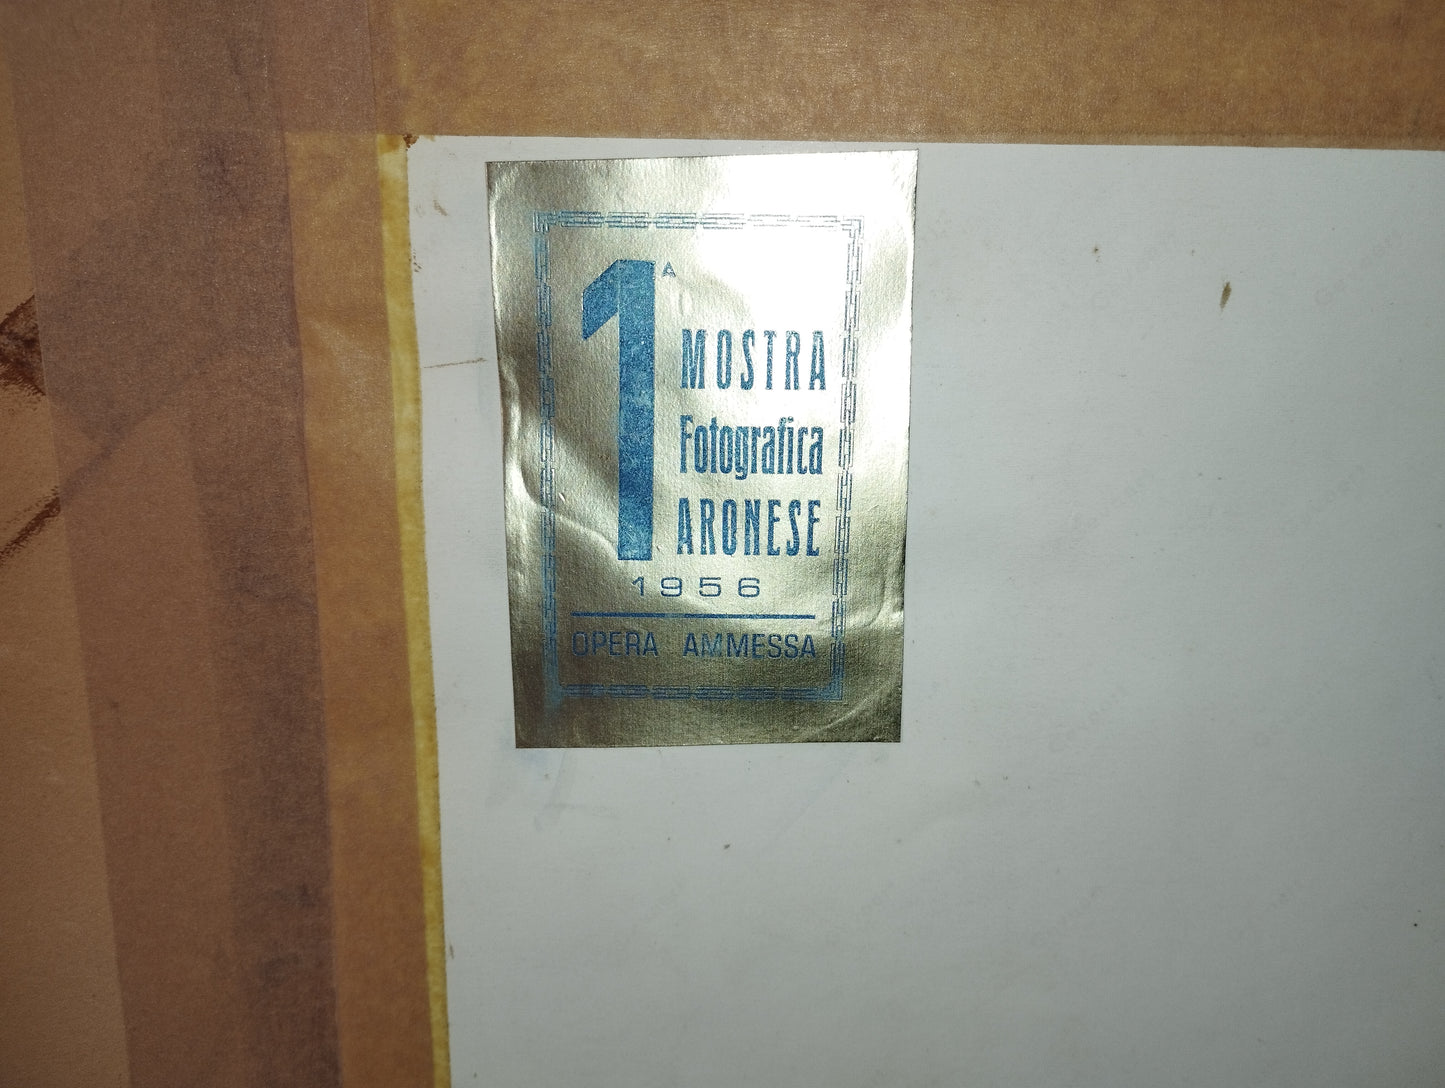 1A
MOSTRA
Fotografica
ARONESE
1956
OPERA AMMESSA